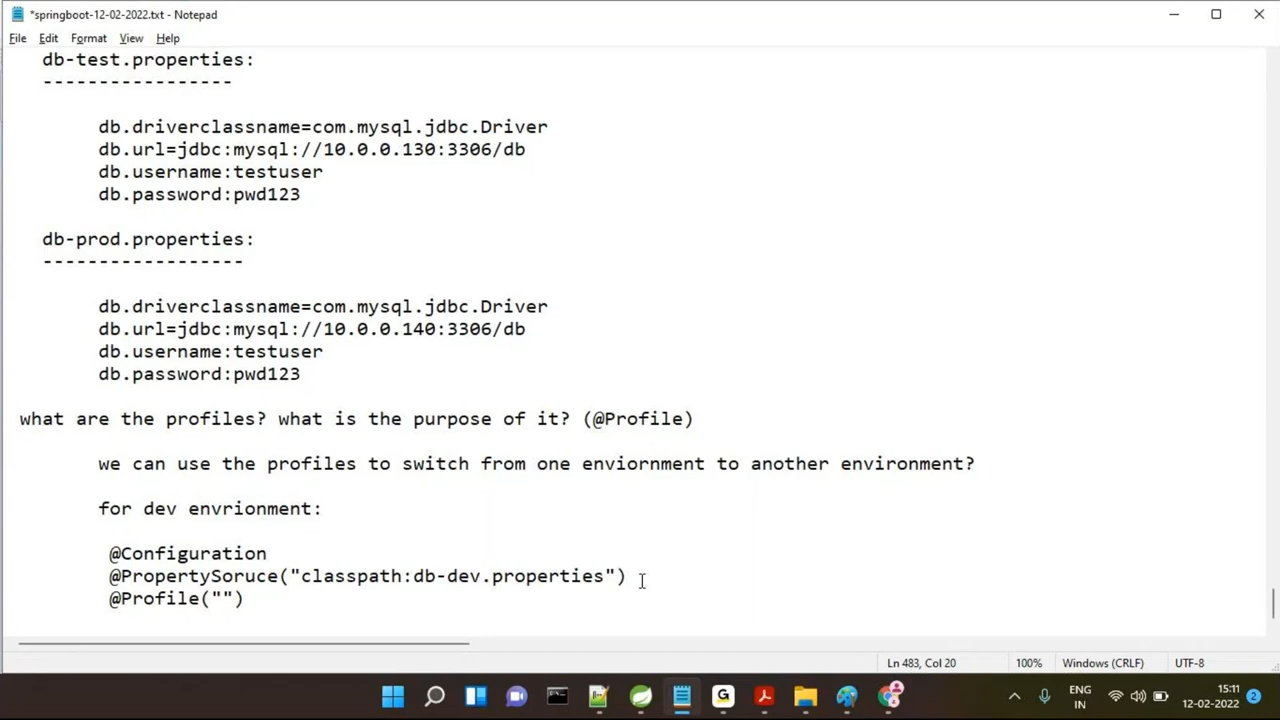 *springboot-12-02-2022.txt - Notepad
File Edit Format View Help
db-test.properties:
-----------------
db.driverclassname=com.mysql.jdbc.Driver
db.url=jdbc:mysql://10.0.0.130:3306/db
db.username:testuser
db.password:pwd123
db-prod.properties:
------------------
db.driverclassname=com.mysql.jdbc.Driver
db.url=jdbc:mysql://10.0.0.140:3306/db
db.username:testuser
db.password:pwd123
what are the profiles? what is the purpose of it? (@Profile)
we can use the profiles to switch from one enviornment to another environment?
for dev envrionment:
@Configuration
@PropertySoruce("classpath:db-dev.properties")
@Profile("")
Ln 483, Col 20 100% Windows (CRLF) UTF-8
ENG
IN
15:11
12-02-2022
2